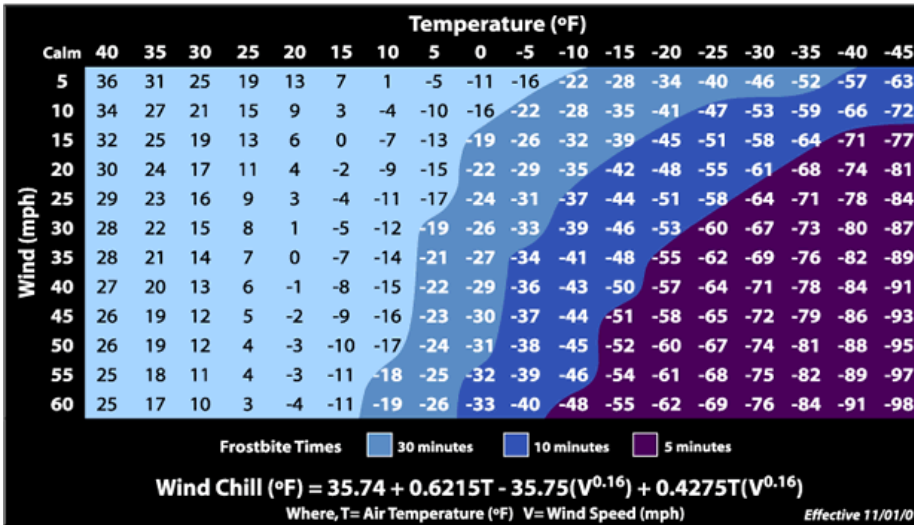 Temperature (ºF)
Calm 40 35 30 25 20 15 10 5 0 -5 -10 -15 -20 -25 -30 -35 -40 -45
5 36 31 25 19 13 7 1 -5 -11 -16 -22 -28 -34 -40 -46 -52 -57 -63
10 34 27 21 15 9 3 -4 -10 -16 -22 -28 -35 -41 -47 -53 -59 -66 -72
15 32 25 19 13 6 0 -7 -13 -19 -26 -32 -39 -45 -51 -58 -64 -71 -77
20 30 24 17 11 4 -2 -9 -15 -22 -29 -35 -42 -48 -55 -61 -68 -74 -81
25 29 23 16 9 3 -4 -11 -17 -24 -31 -37 -44 -51 -58 -64 -71 -78 -84
30 28 22 15 8 1 -5 -12 -19 -26 -33 -39 -46 -53 -60 -67 -73 -80 -87
35 28 21 14 7 0 -7 -14 -21 -27 -34 -41 -48 -55 -62 -69 -76 -82 -89
40 27 20 13 6 -1 -8 -15 -22 -29 -36 -43 -50 -57 -64 -71 -78 -84 -91
45 26 19 12 5 -2 -9 -16 -23 -30 -37 -44 -51 -58 -65 -72 -79 -86 -93
50 26 19 12 4 -3 -10 -17 -24 -31 -38 -45 -52 -60 -67 -74 -81 -88 -95
55 25 18 11 4 -3 -11 -18 -25 -32 -39 -46 -54 -61 -68 -75 -82 -89 -97
60 25 17 10 3 -4 -11 -19 -26 -33 -40 -48 -55 -62 -69 -76 -84 -91 -98
Wind (mph)
Frostbite Times 30 minutes 10 minutes 5 minutes
Wind Chill (ºF) = 35.74 + 0.6215T - 35.75(V^0.16) + 0.4275T(V^0.16)
Where, T= Air Temperature (ºF) V= Wind Speed (mph) Effective 11/01/0